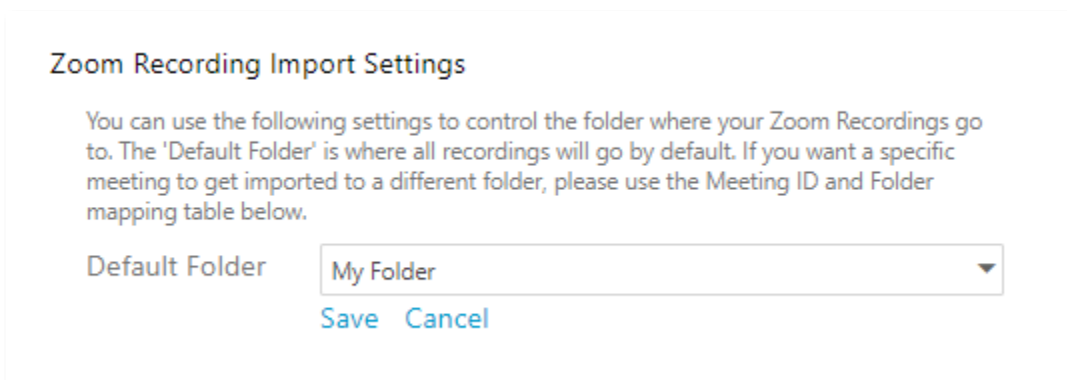 Zoom Recording Import Settings
You can use the following settings to control the folder where your Zoom Recordings go
to. The 'Default Folder' is where all recordings will go by default. If you want a specific
meeting to get imported to a different folder, please use the Meeting ID and Folder
mapping table below.
Default Folder My Folder
Save Cancel